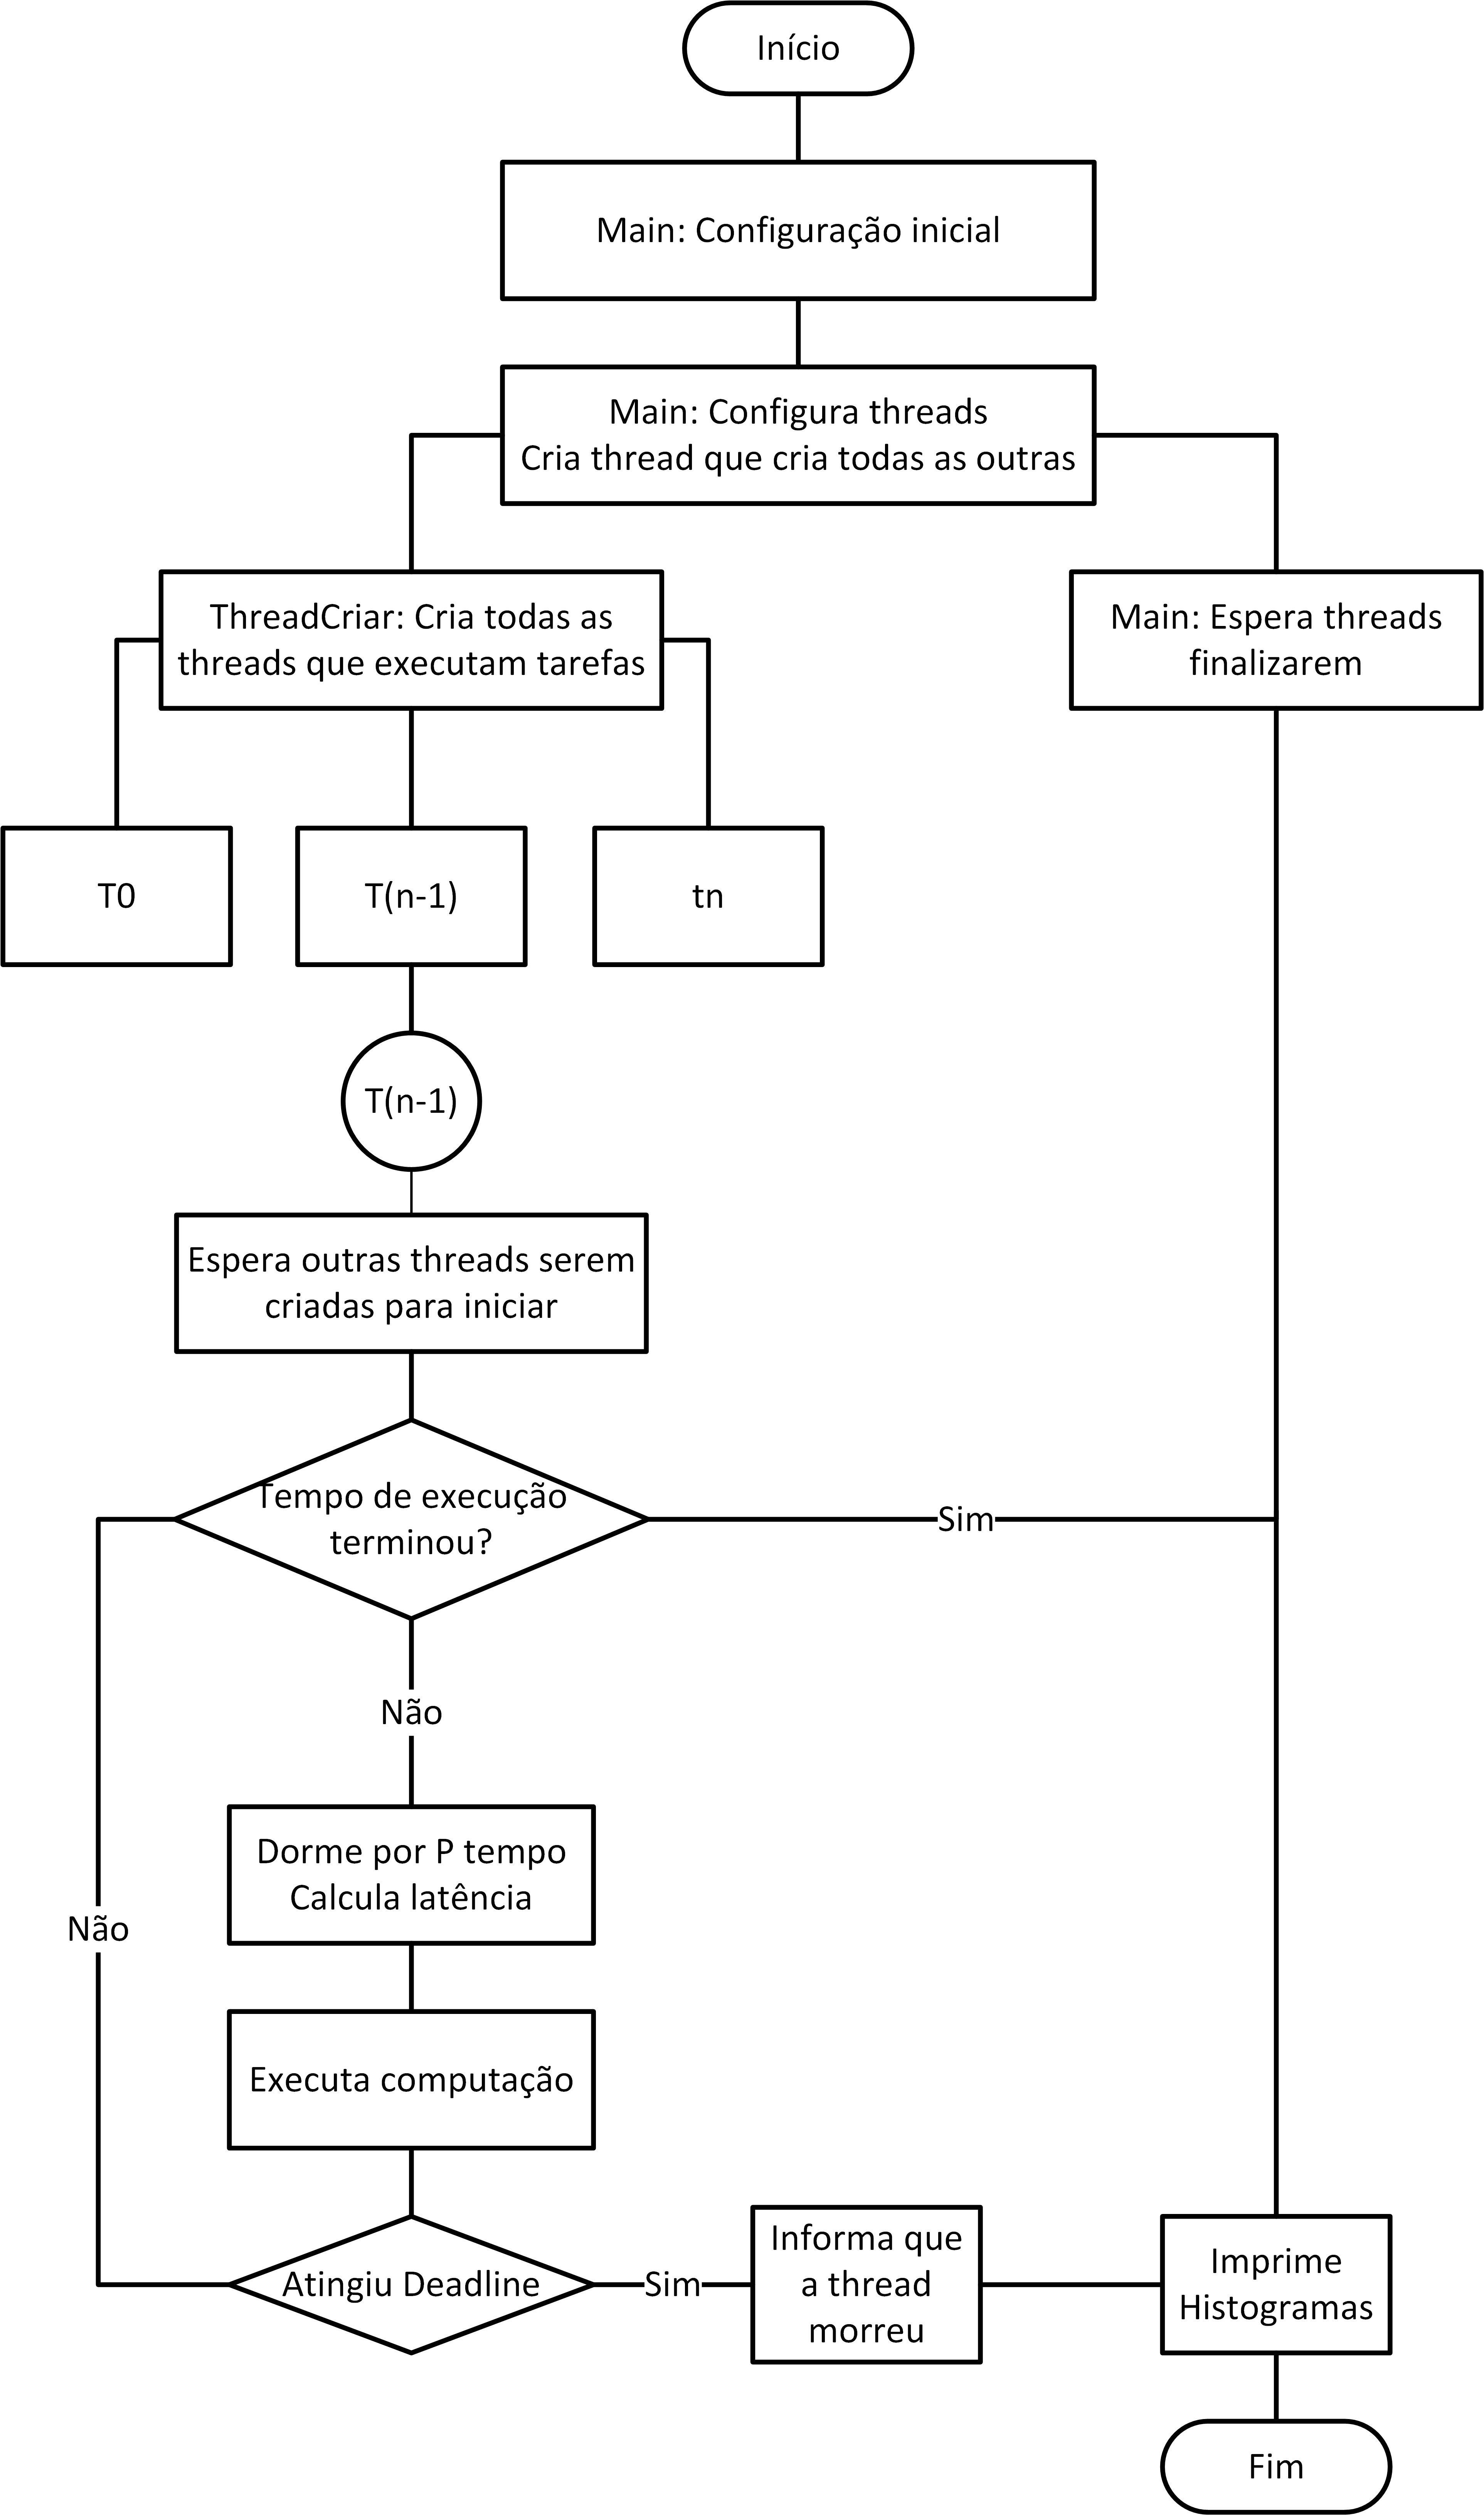 Início
Main: Configuração inicial
Main: Configura threads
Cria thread que cria todas as outras
ThreadCriar: Cria todas as
threads que executam tarefas
Main: Espera threads
finalizarem
T0
T(n-1)
tn
T(n-1)
Espera outras threads serem
criadas para iniciar
Tempo de execução
terminou?
Sim
Não
Dorme por P tempo
Calcula latência
Não
Executa computação
Atingiu Deadline
Sim
Informa que
a thread
morreu
Imprime
Histogramas
Fim